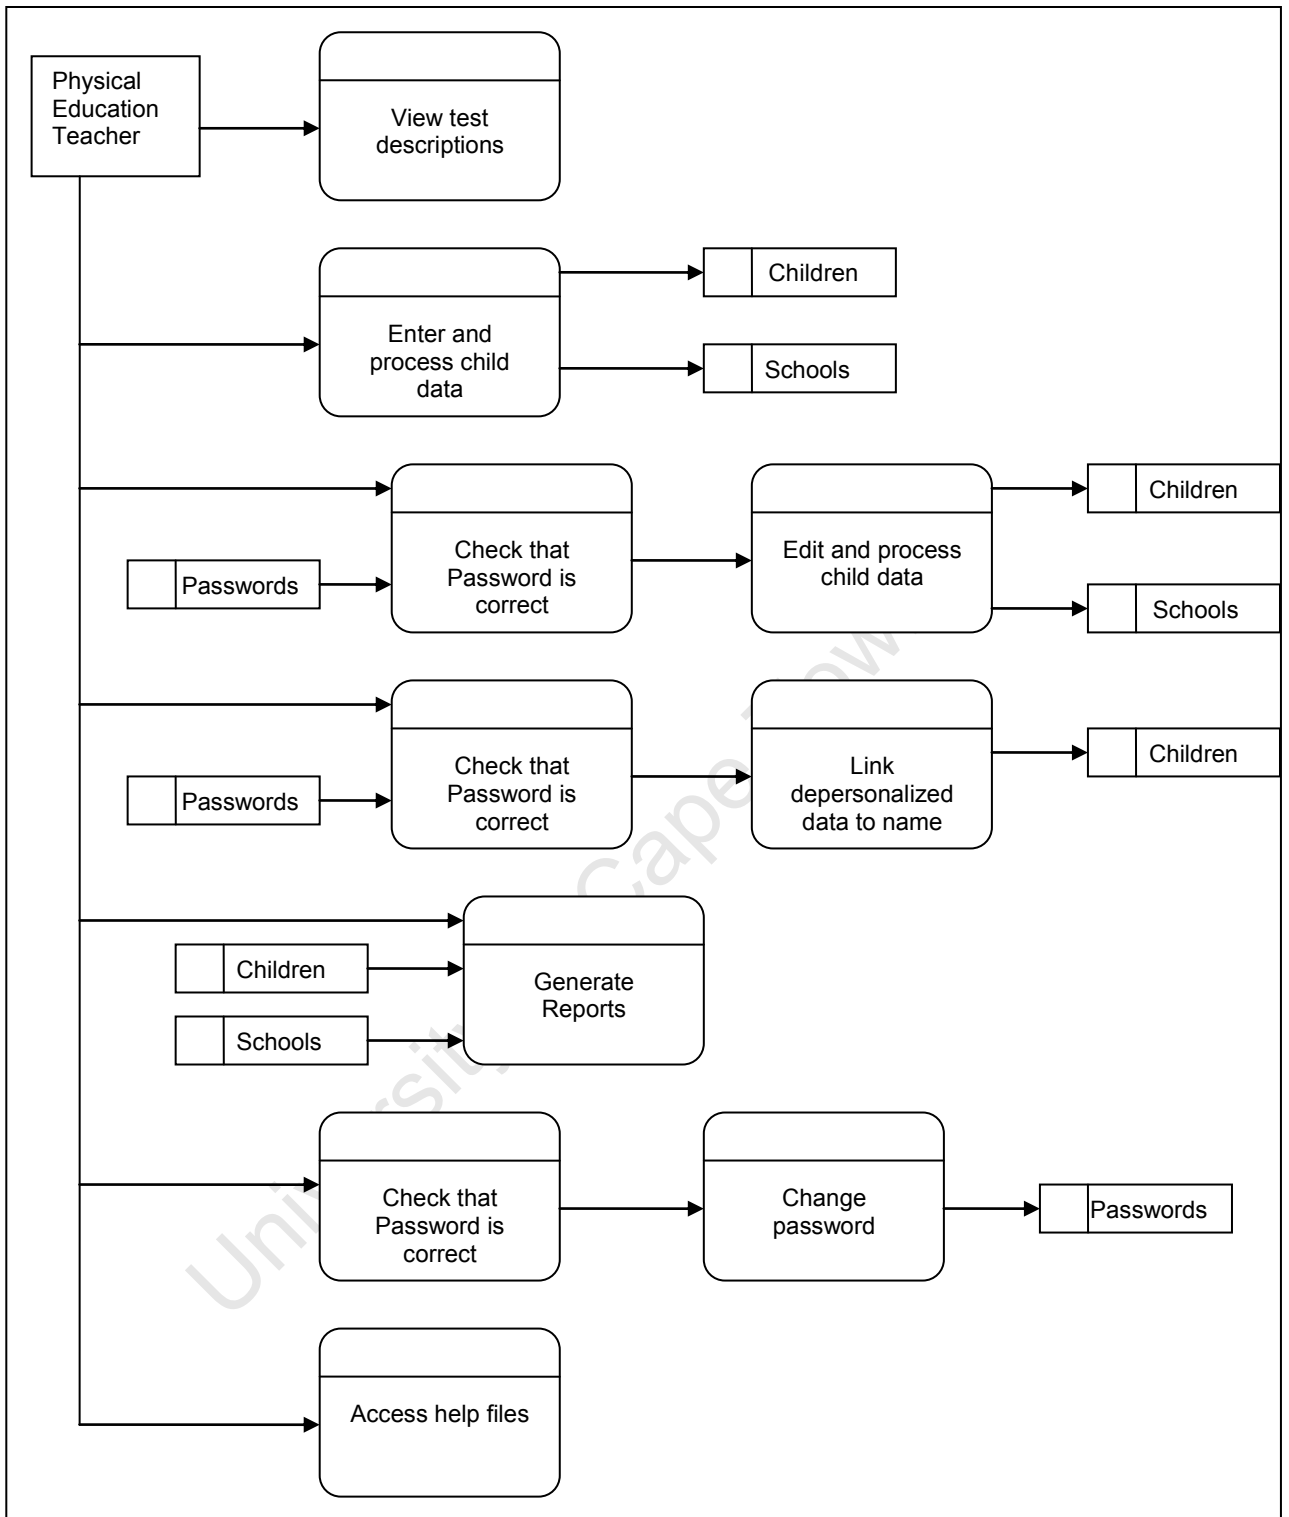 Physical
Education
Teacher
View test
descriptions
Enter and
process child
data
Children
Schools
Check that
Password is
correct
Passwords
Edit and process
child data
Children
Schools
Check that
Password is
correct
Passwords
Link
depersonalized
data to name
Children
Generate
Reports
Children
Schools
Check that
Password is
correct
Change
password
Passwords
Access help files